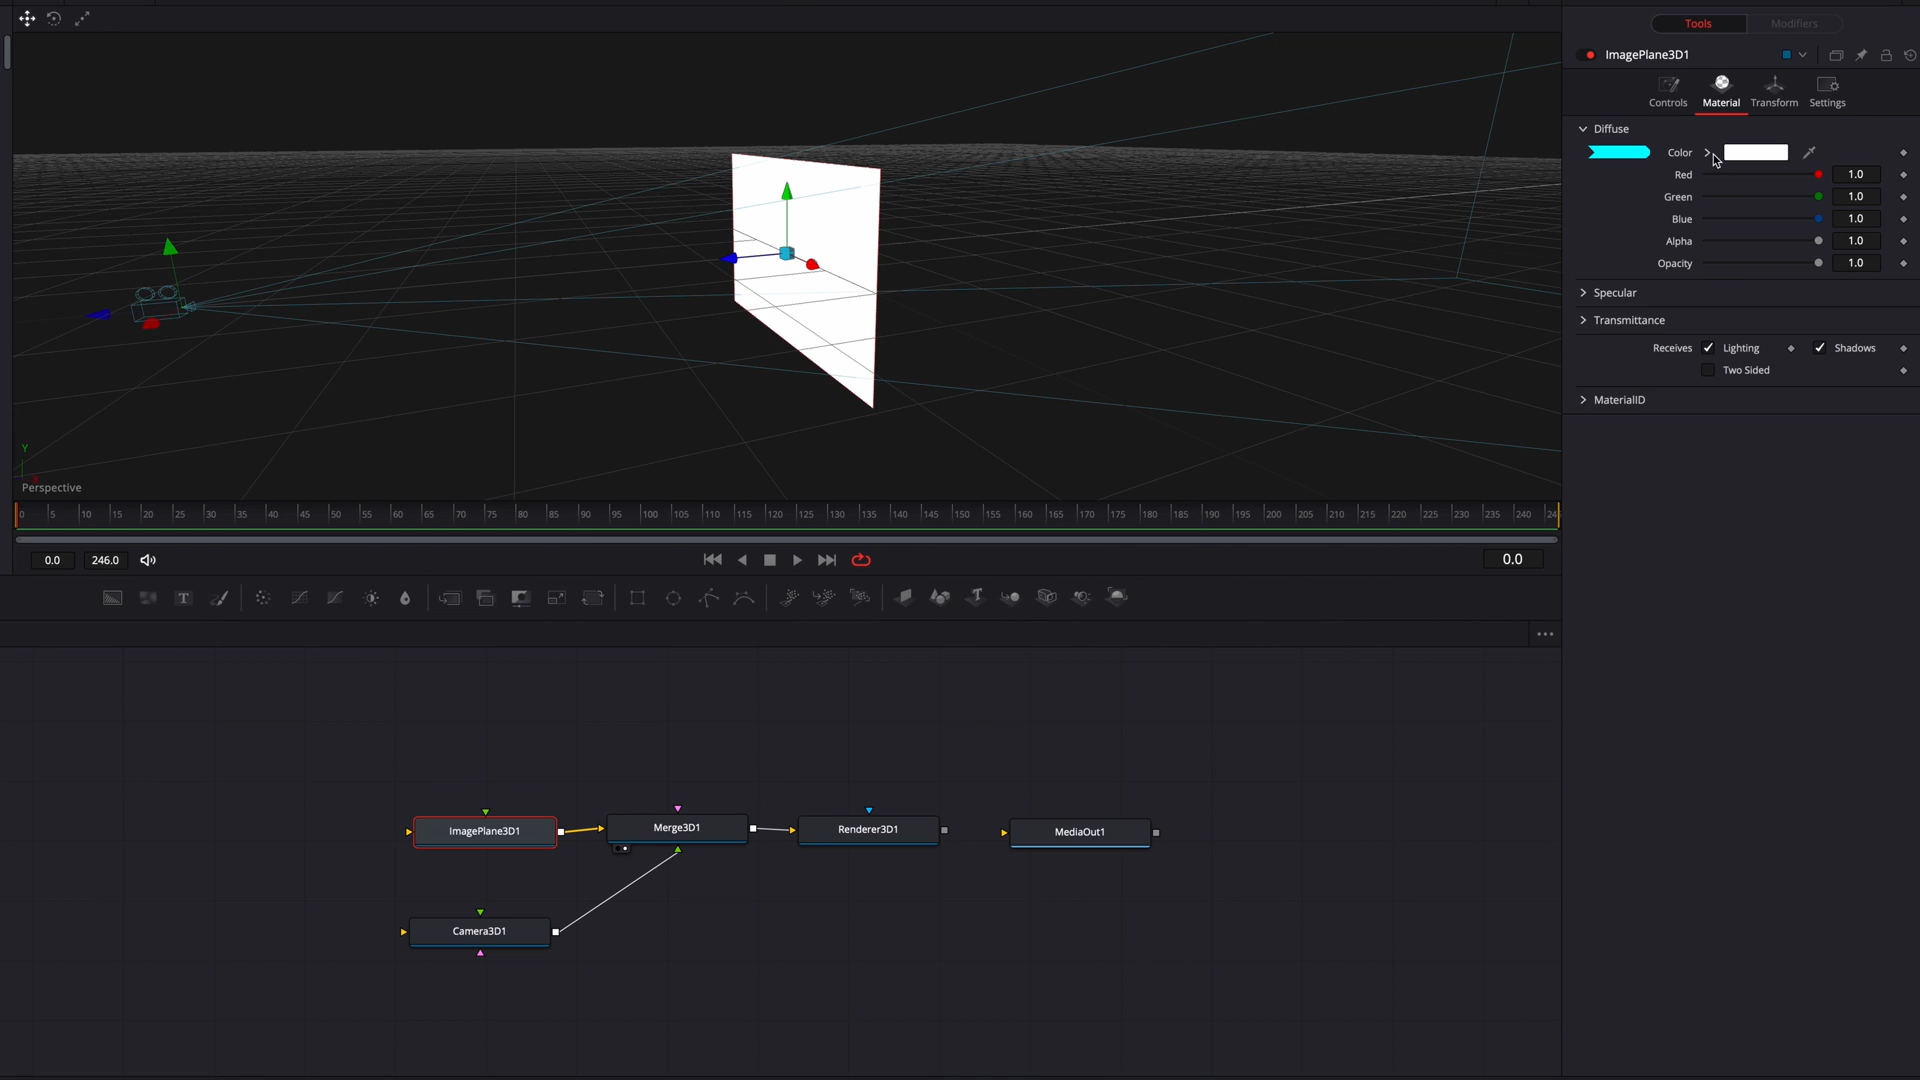 Tools Modifiers
ImagePlane3D1
Controls Material Transform Settings
Diffuse
Color
Red 1.0
Green 1.0
Blue 1.0
Alpha 1.0
Opacity 1.0
Specular
Transmittance
Receives Lighting Shadows
Two Sided
MaterialID
Y
Perspective
0 5 10 15 20 25 30 35 40 45 50 55 60 65 70 75 80 85 90 95 100 105 110 115 120 125 130 135 140 145 150 155 160 165 170 175 180 185 190 195 200 205 210 215 220 225 230 235 240
0.0 246.0 0.0
T
ImagePlane3D1 Merge3D1 Renderer3D1 MediaOut1
Camera3D1